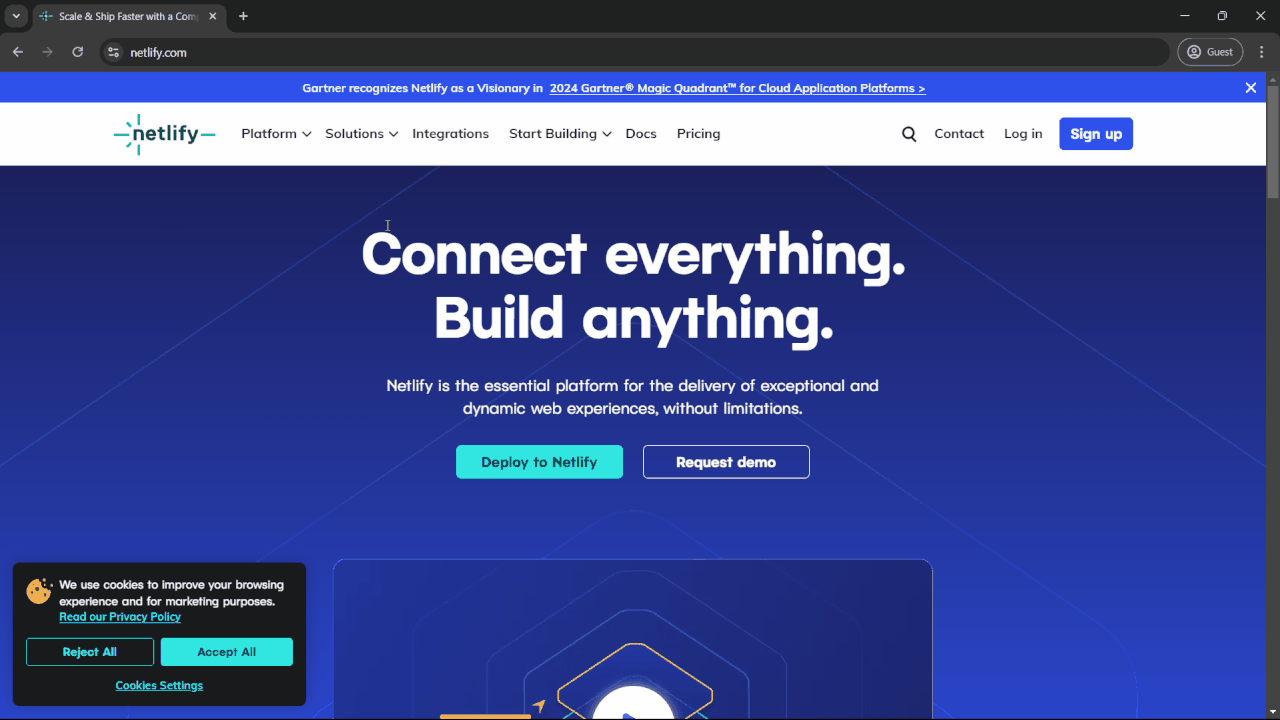 Scale & Ship Faster with a Com
netlify.com
Guest
Gartner recognizes Netlify as a Visionary in 2024 Gartner® Magic Quadrant™ for Cloud Application Platforms >
netlify
Platform
Solutions
Integrations
Start Building
Docs
Pricing
Contact
Log in
Sign up
Connect everything.
Build anything.
Netlify is the essential platform for the delivery of exceptional and
dynamic web experiences, without limitations.
Deploy to Netlify
Request demo
We use cookies to improve your browsing
experience and for marketing purposes.
Read our Privacy Policy
Reject All
Accept All
Cookies Settings